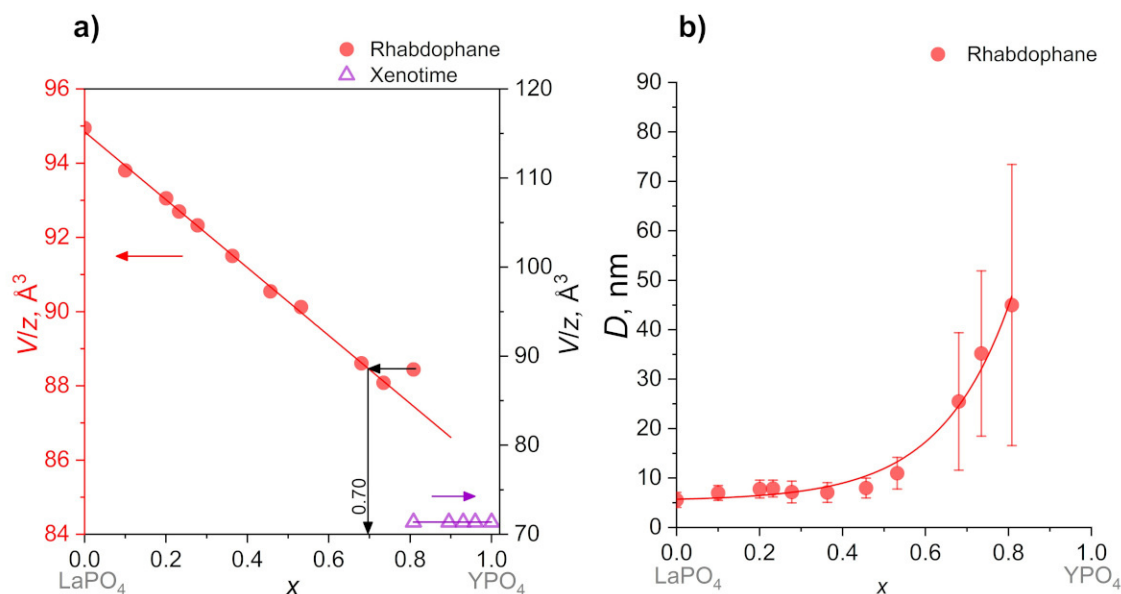 a)
Rhabdophane
Xenotime
96
94
92
90
88
86
84
V/z, Å³
120
110
100
90
80
70
V/z, Å³
0.70
0.0
0.2
0.4
0.6
0.8
1.0
LaPO₄
x
YPO₄
b)
Rhabdophane
90
80
70
60
50
40
30
20
10
0
D, nm
0.0
0.2
0.4
0.6
0.8
1.0
LaPO₄
x
YPO₄